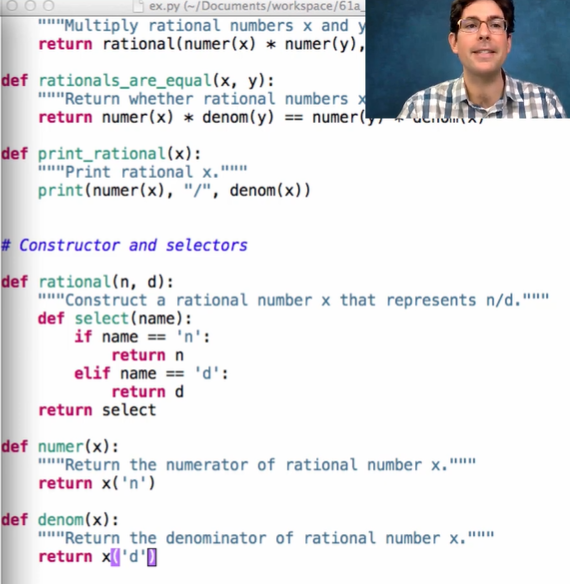 ex.py (~/Documents/workspace/61a_
"""Multiply rational numbers x and y
return rational(numer(x) * numer(y),
def rationals_are_equal(x, y):
"""Return whether rational numbers x
return numer(x) * denom(y) == numer(y) * denom(x)
def print_rational(x):
"""Print rational x."""
print(numer(x), "/", denom(x))
# Constructor and selectors
def rational(n, d):
"""Construct a rational number x that represents n/d."""
def select(name):
if name == 'n':
return n
elif name == 'd':
return d
return select
def numer(x):
"""Return the numerator of rational number x."""
return x('n')
def denom(x):
"""Return the denominator of rational number x."""
return x('d')